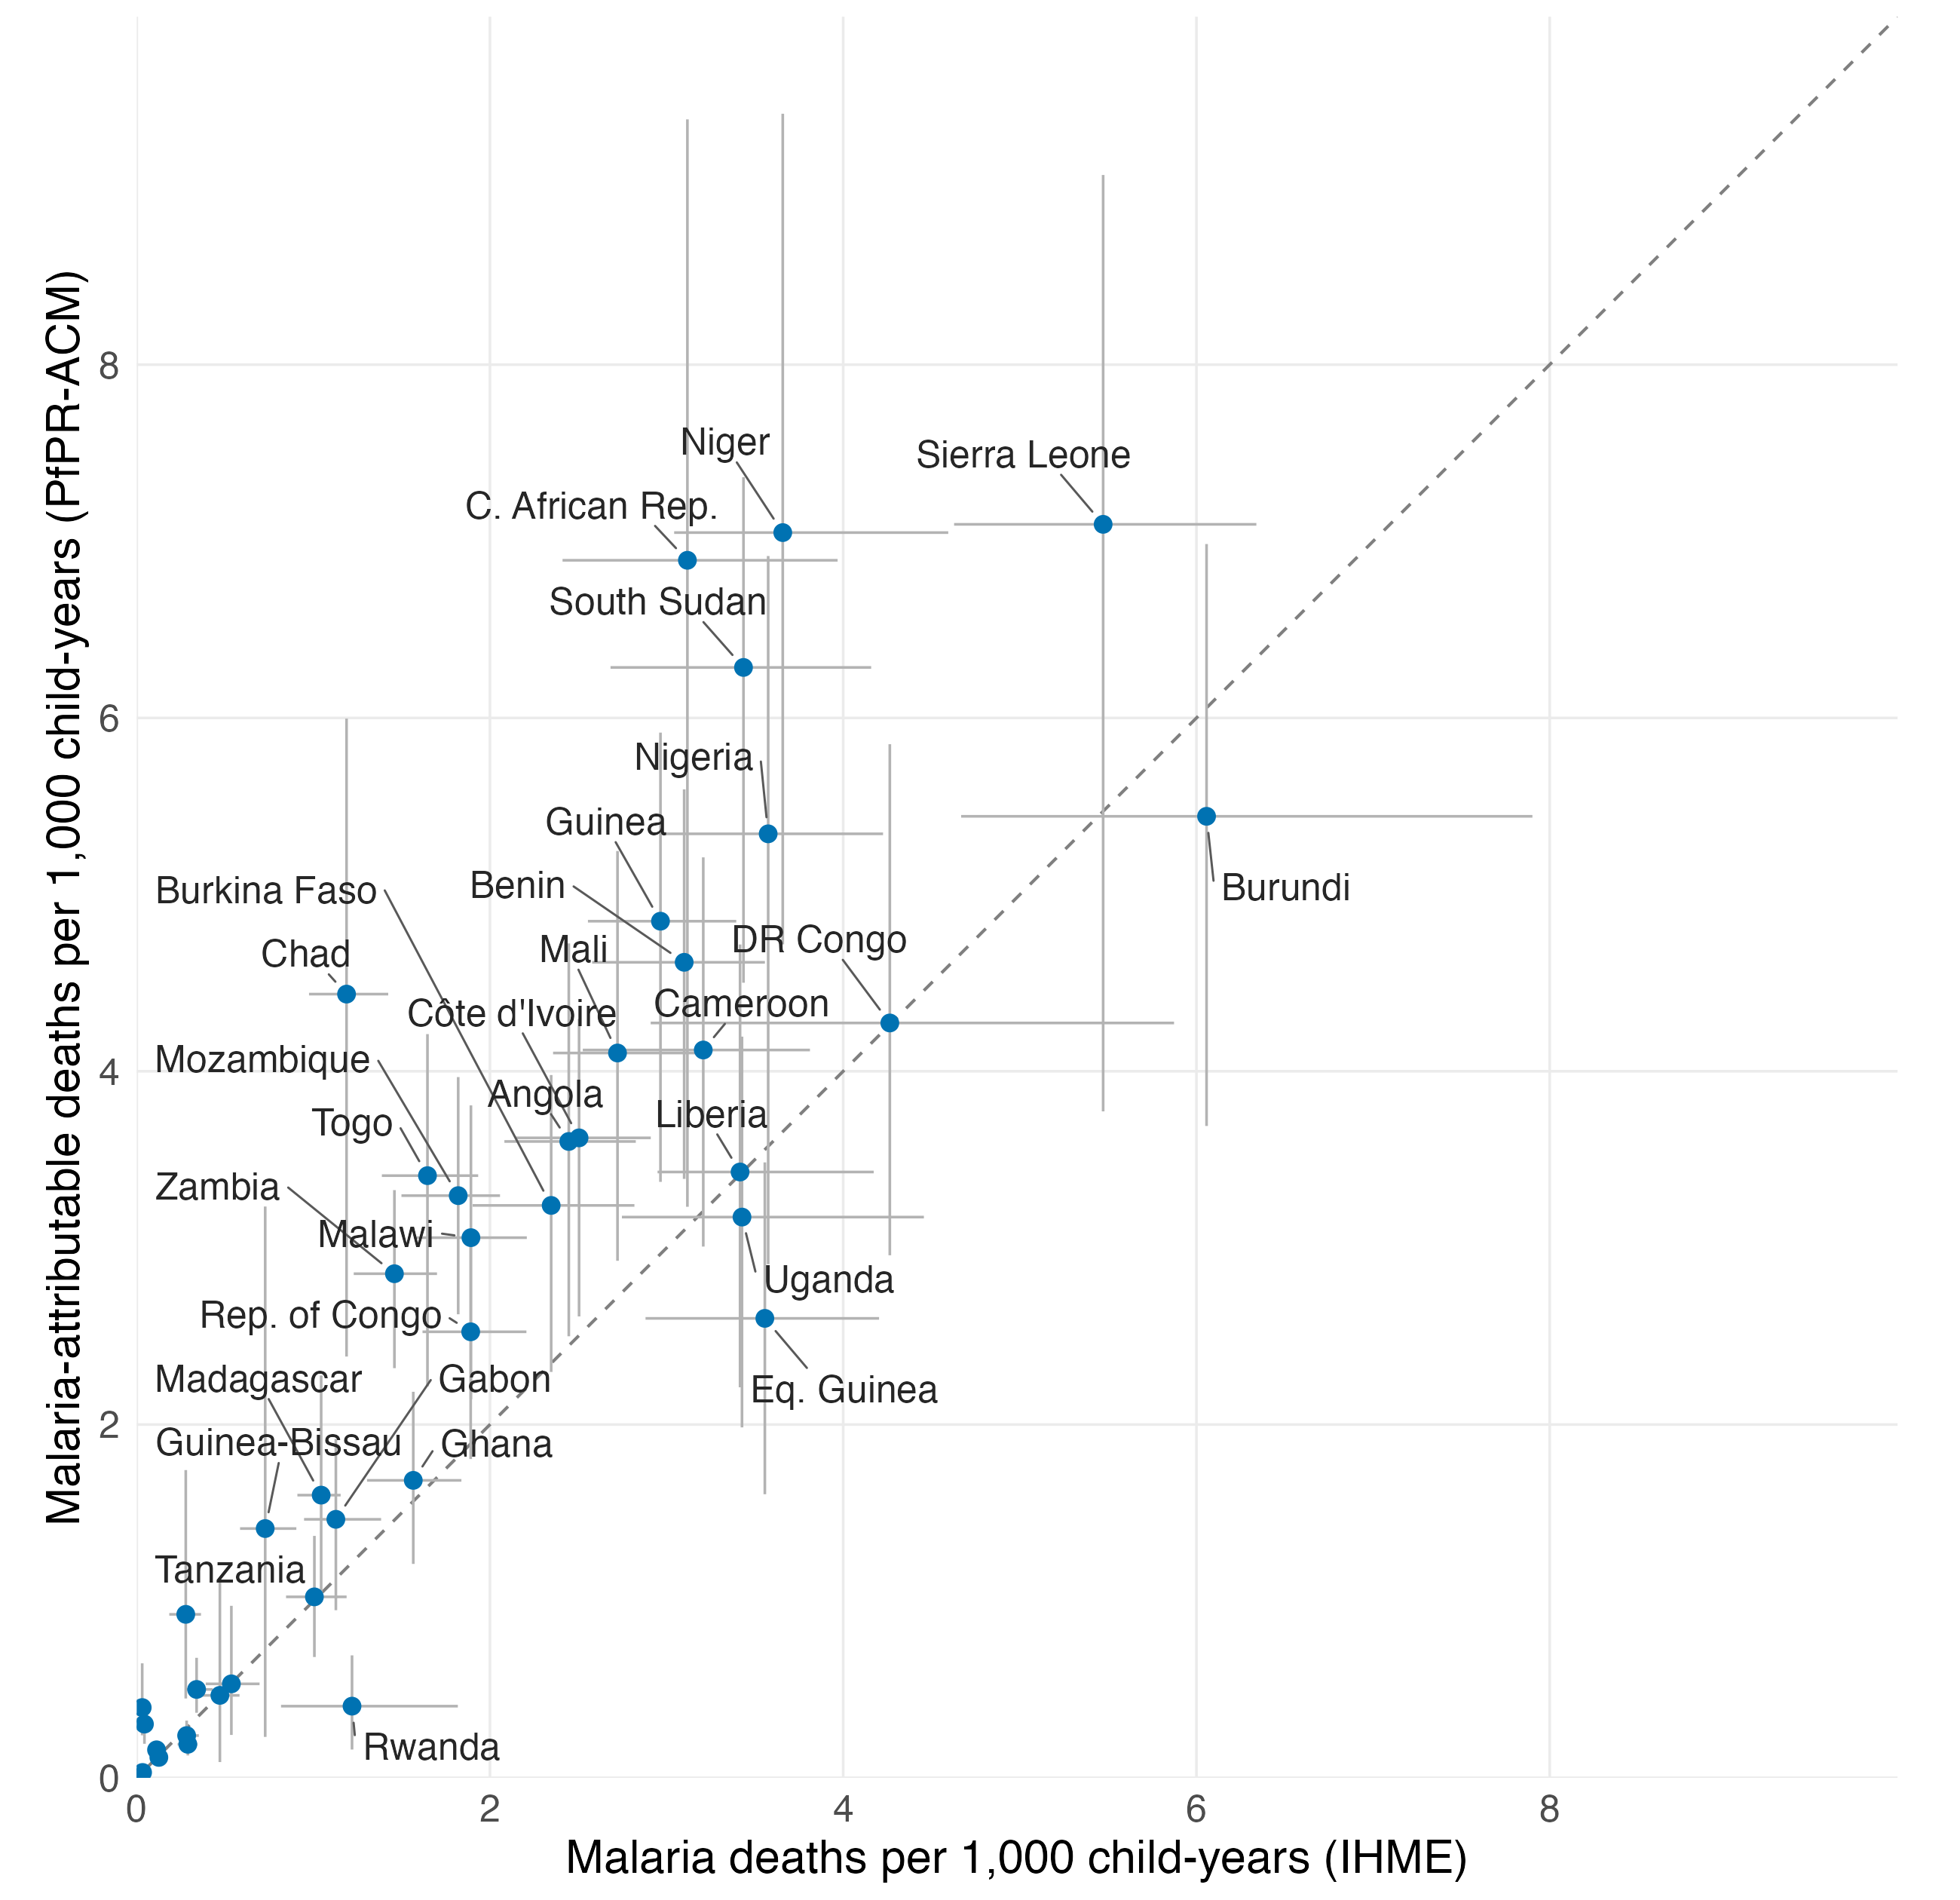 Malaria-attributable deaths per 1,000 child-years (PfPR-ACM)
8
6
4
2
0
Niger
Sierra Leone
C. African Rep.
South Sudan
Nigeria
Guinea
Benin
Burkina Faso
Burundi
DR Congo
Mali
Chad
Cameroon
Côte d'Ivoire
Mozambique
Angola
Liberia
Togo
Zambia
Malawi
Uganda
Rep. of Congo
Madagascar
Gabon
Eq. Guinea
Guinea-Bissau
Ghana
Tanzania
Rwanda
0
2
4
6
8
Malaria deaths per 1,000 child-years (IHME)